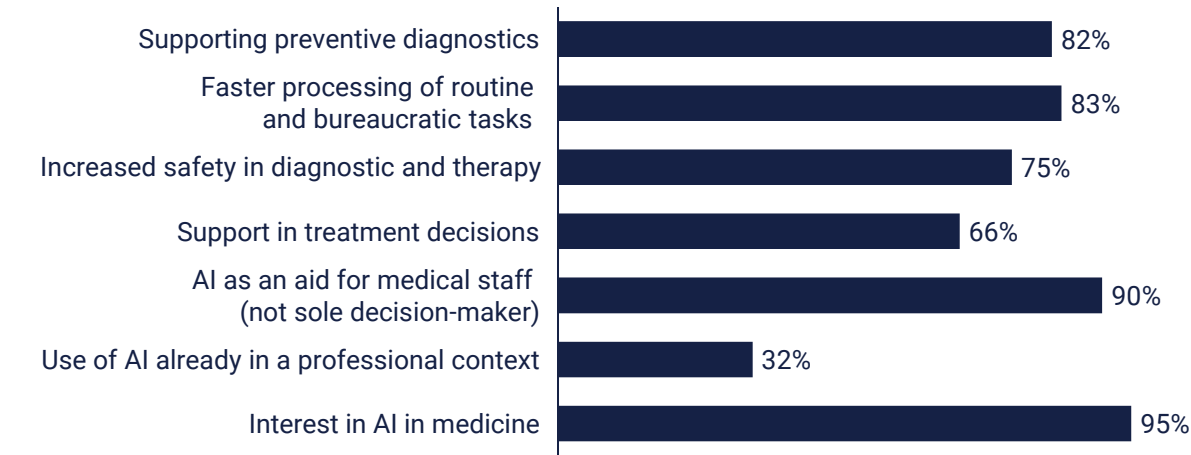 Supporting preventive diagnostics 82%
Faster processing of routine
and bureaucratic tasks 83%
Increased safety in diagnostic and therapy 75%
Support in treatment decisions 66%
AI as an aid for medical staff
(not sole decision-maker) 90%
Use of AI already in a professional context 32%
Interest in AI in medicine 95%